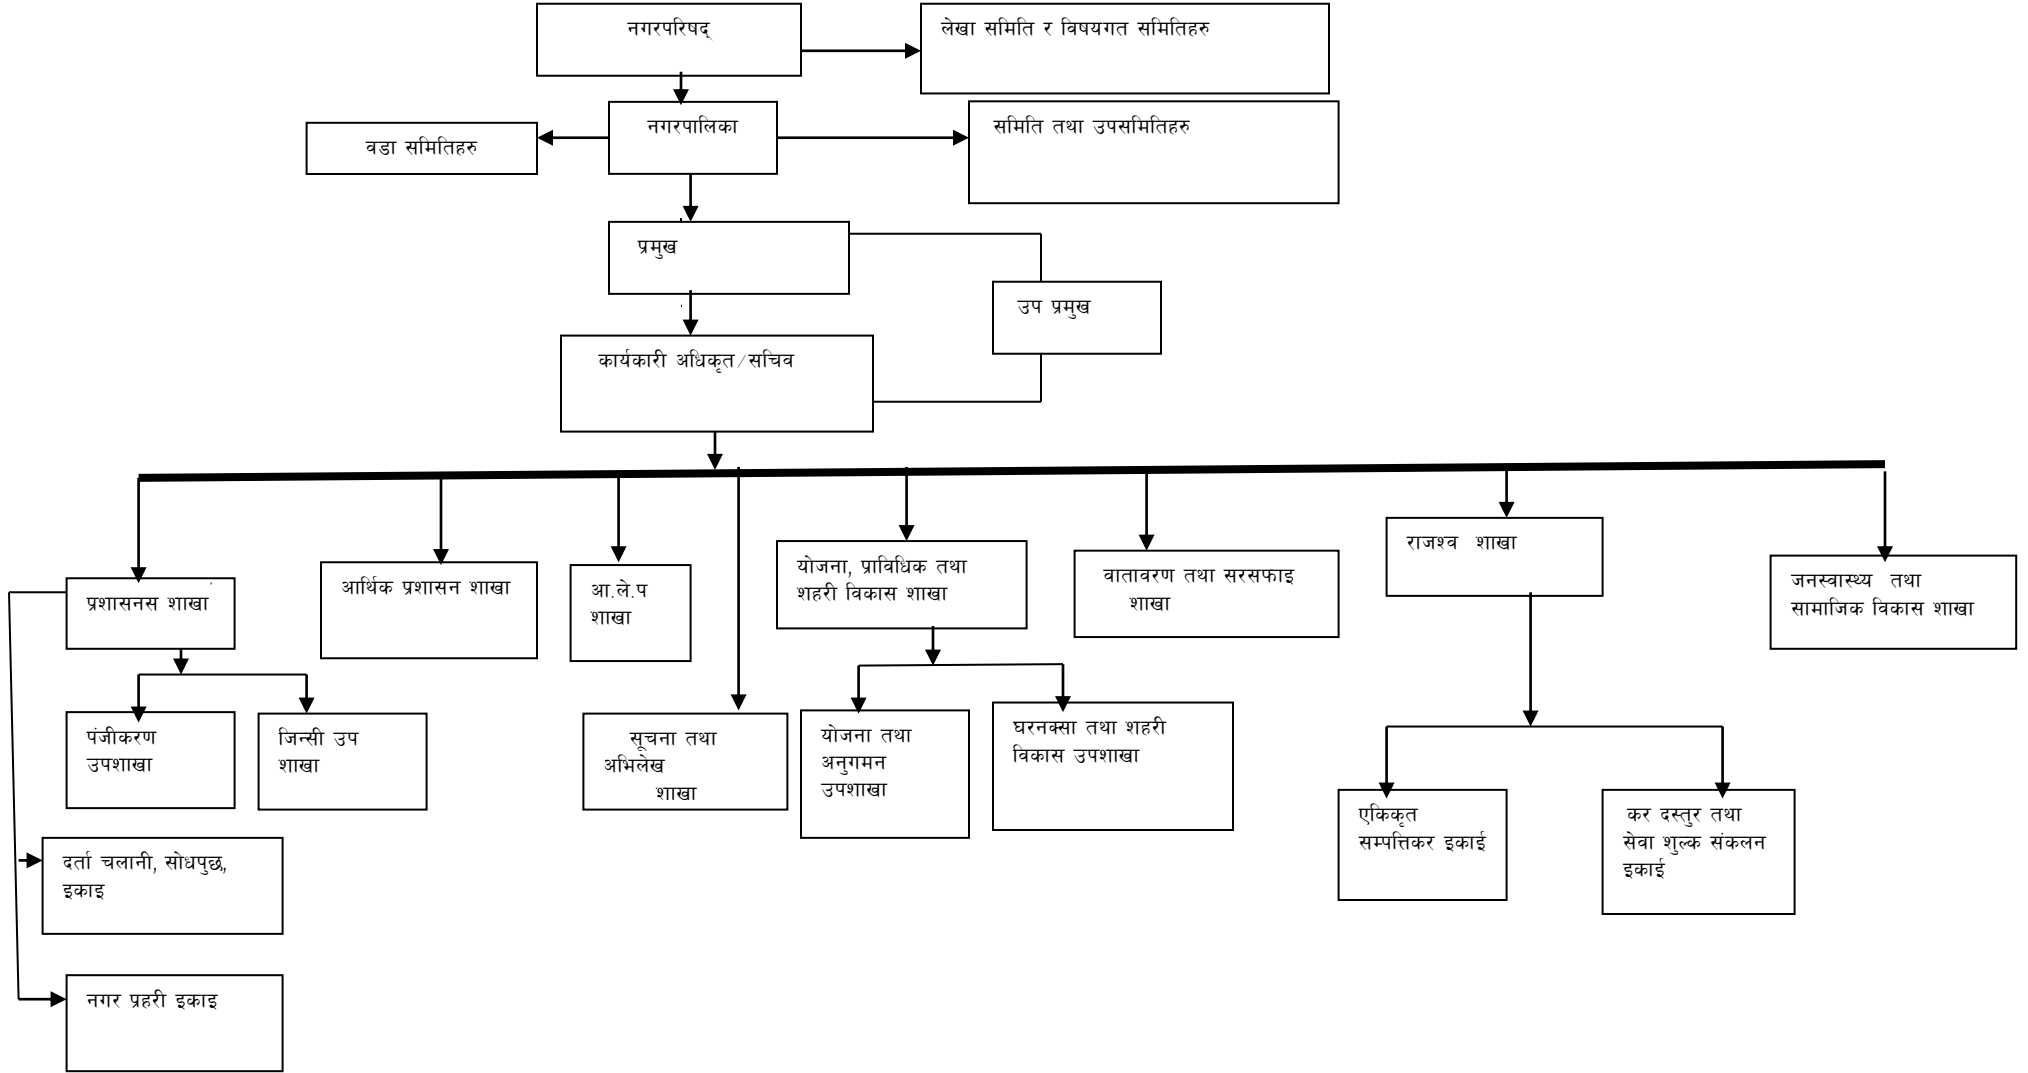 नगरपरिषद्
लेखा समिति र विषयगत समितिहरु
नगरपालिका
समिति तथा उपसमितिहरु
वडा समितिहरु
प्रमुख
उप प्रमुख
कार्यकारी अधिकृत/सचिव
प्रशासनस शाखा
आर्थिक प्रशासन शाखा
आ.ले.प
शाखा
योजना, प्राविधिक तथा
शहरी विकास शाखा
वातावरण तथा सरसफाइ
शाखा
राजश्व शाखा
जनस्वास्थ्य तथा
सामाजिक विकास शाखा
पंजीकरण
उपशाखा
जिन्सी उप
शाखा
सूचना तथा
अभिलेख
शाखा
योजना तथा
अनुगमन
उपशाखा
घरनक्सा तथा शहरी
विकास उपशाखा
एकिकृत
सम्पत्तिकर इकाई
कर दस्तुर तथा
सेवा शुल्क संकलन
इकाई
दर्ता चलानी, सोधपुछ,
इकाइ
नगर प्रहरी इकाइ